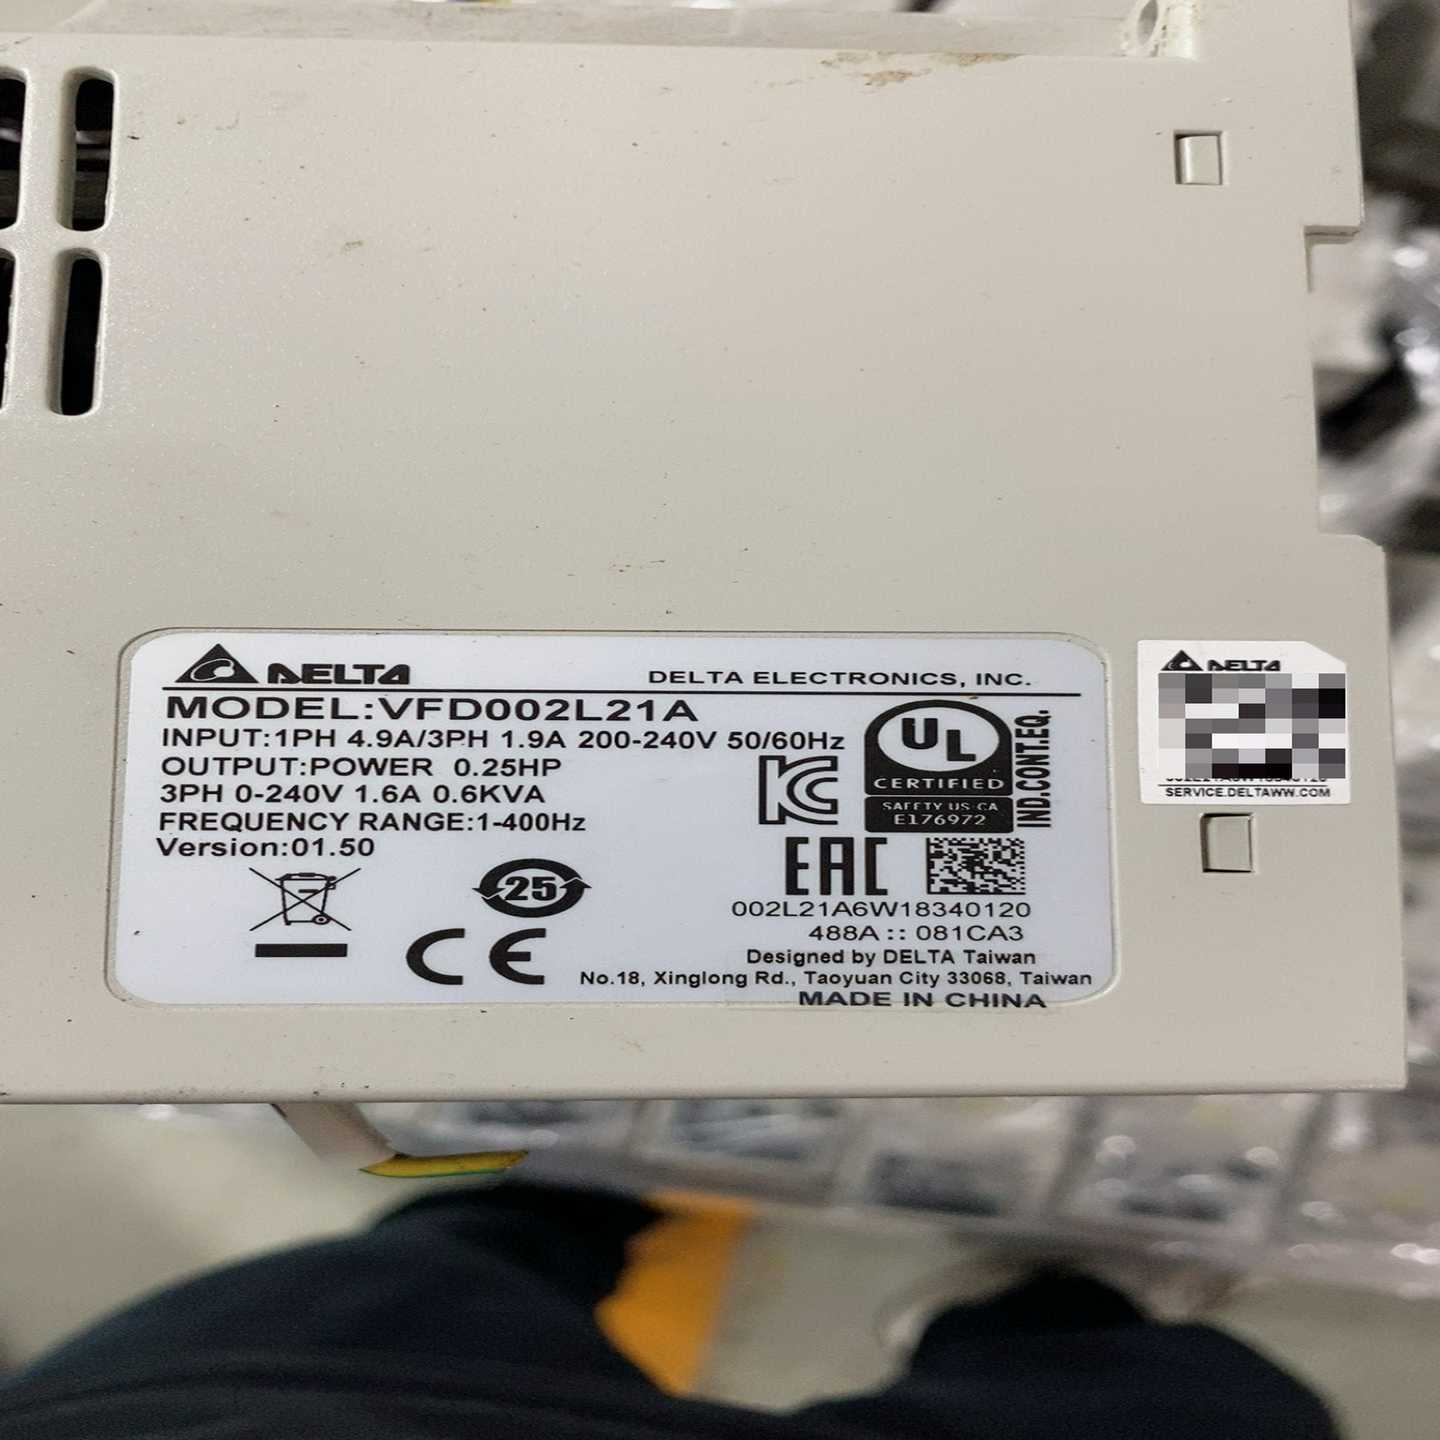 DELTA
DELTA ELECTRONICS, INC.
MODEL:VFD002L21A
INPUT:1PH 4.9A/3PH 1.9A 200-240V 50/60Hz
OUTPUT:POWER 0.25HP
3PH 0-240V 1.6A 0.6KVA
FREQUENCY RANGE:1-400Hz
Version:01.50
25
CE
UL
CERTIFIED
SAFETY US-CA
E176972
IND.CONT.EQ.
KC
EAC
002L21A6W18340120
488A :: 081CA3
Designed by DELTA Taiwan
No.18, Xinglong Rd., Taoyuan City 33068, Taiwan
MADE IN CHINA
DELTA
SERVICE.DELTAWW.COM